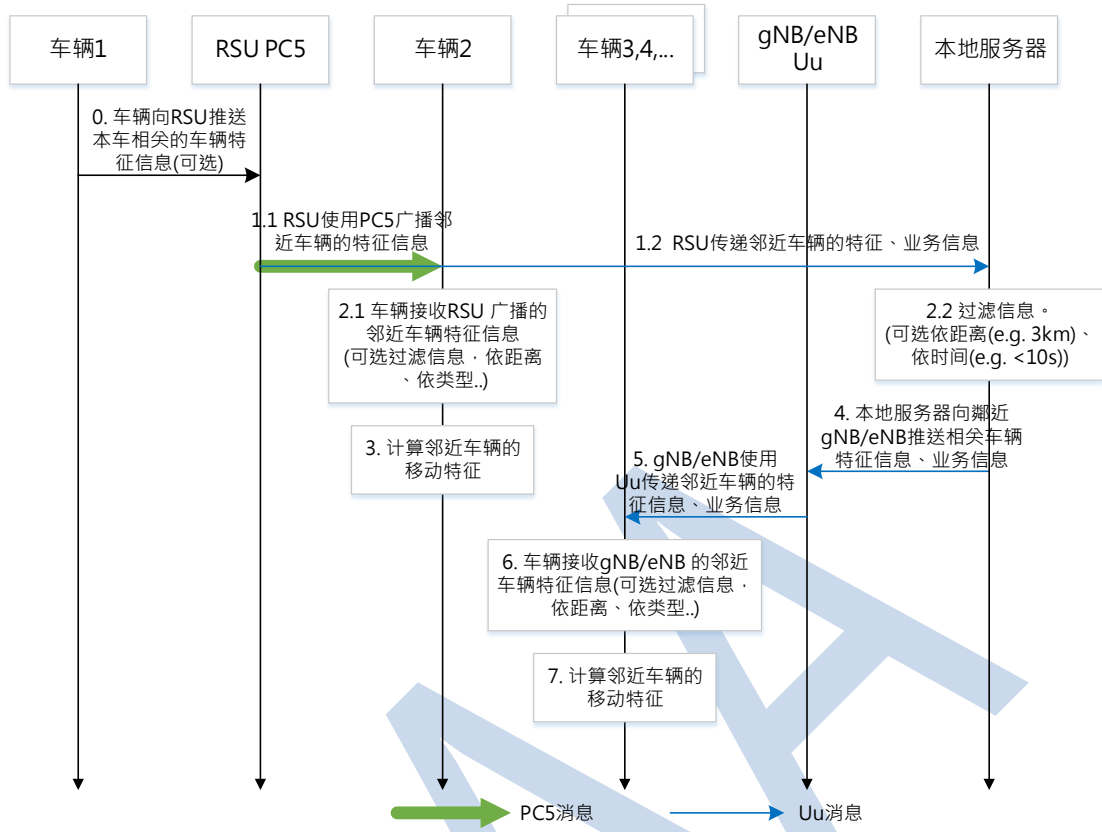 车辆1
RSU PC5
车辆2
车辆3,4,...
gNB/eNB
Uu
本地服务器
0. 车辆向RSU推送
本车相关的车辆特
征信息(可选)
1.1 RSU使用PC5广播邻
近车辆的特征信息
1.2 RSU传递邻近车辆的特征、业务信息
2.1 车辆接收RSU 广播的
邻近车辆特征信息
(可选过滤信息，依距离
、依类型..)
2.2 过滤信息。
(可选依距离(e.g. 3km)、
依时间(e.g. <10s))
3. 计算邻近车辆的
移动特征
4. 本地服务器向鄰近
gNB/eNB推送相关车辆
特征信息、业务信息
5. gNB/eNB使用
Uu传递邻近车辆的特
征信息、业务信息
6. 车辆接收gNB/eNB 的邻近
车辆特征信息(可选过滤信息，
依距离、依类型..)
7. 计算邻近车辆的
移动特征
PC5消息
Uu消息